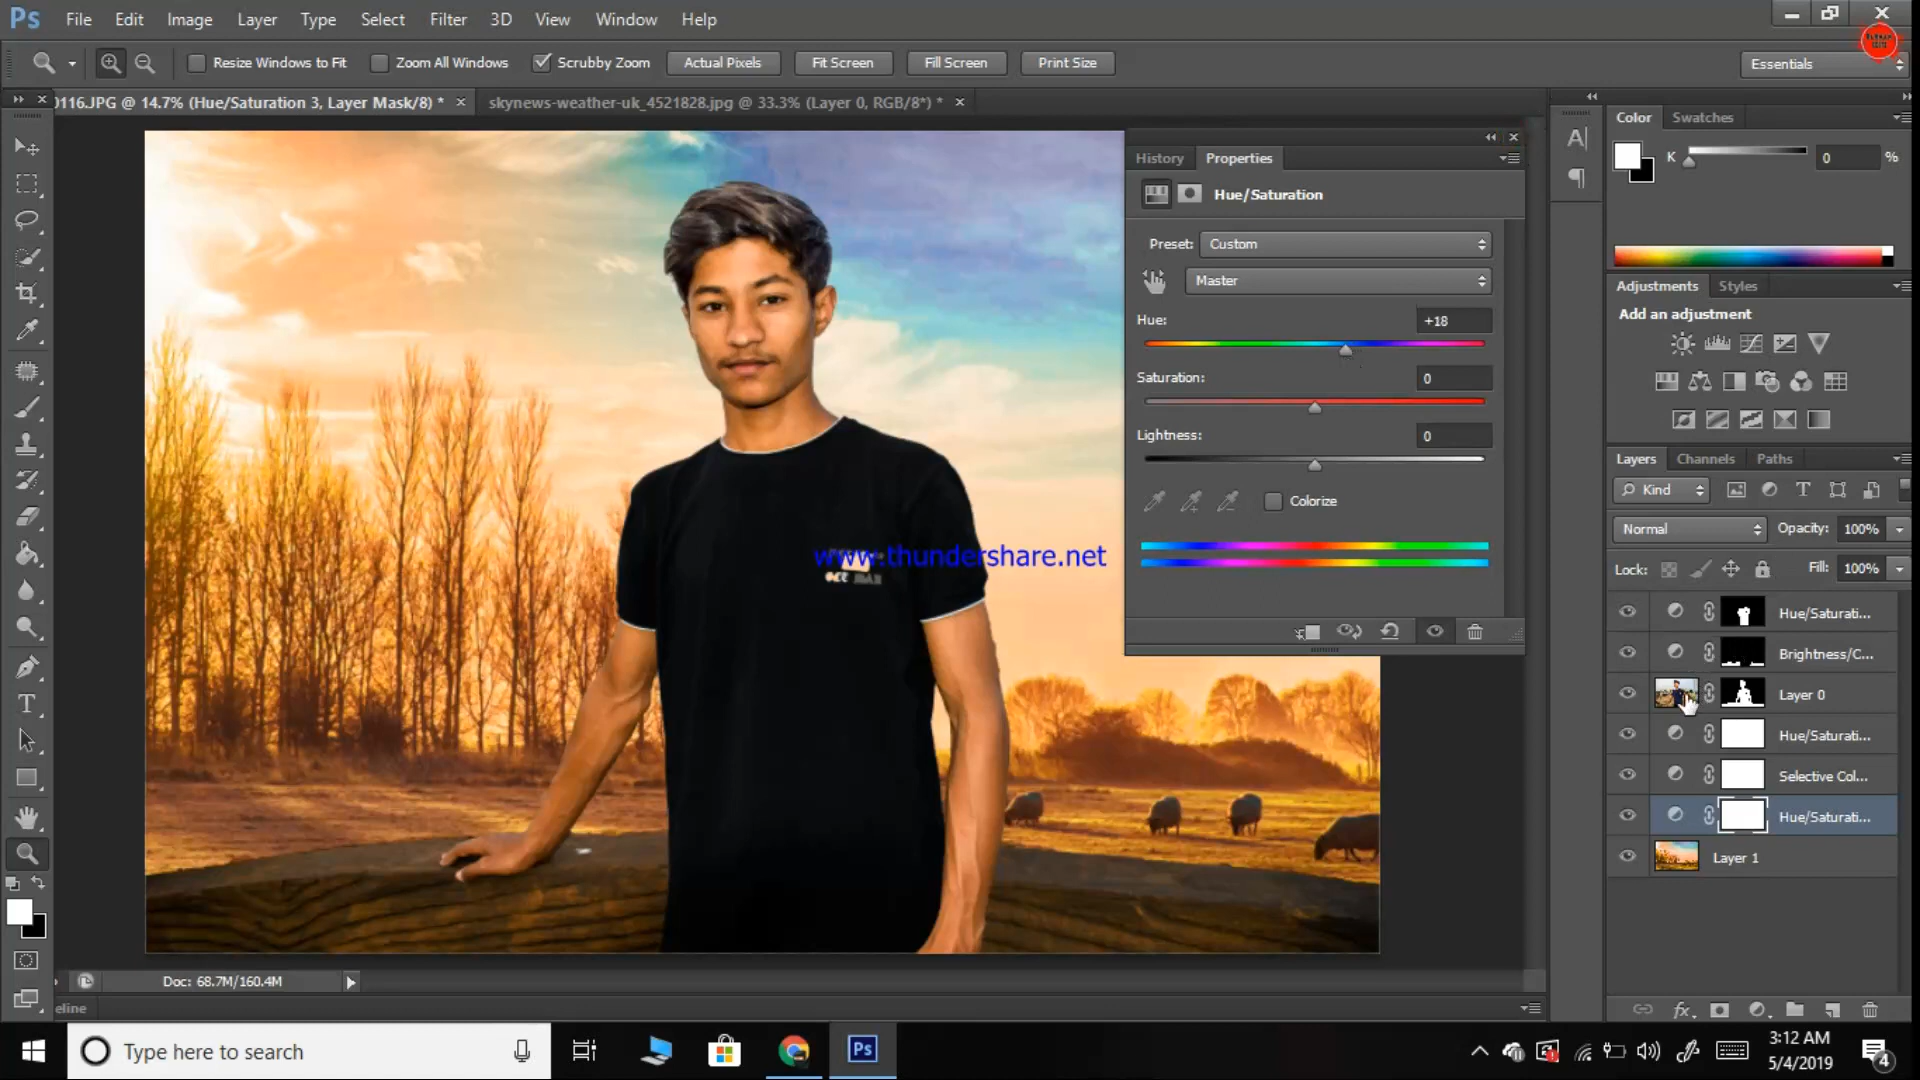 Ps File Edit Image Layer Type Select Filter 3D View Window Help
Resize Windows to Fit Zoom All Windows Scrubby Zoom Actual Pixels Fit Screen Fill Screen Print Size Essentials
0116.JPG @ 14.7% (Hue/Saturation 3, Layer Mask/8) * skynews-weather-uk_4521828.jpg @ 33.3% (Layer 0, RGB/8*) *
Color Swatches
K 0 %
History Properties
Hue/Saturation
Preset: Custom
Master
Hue: +18
Saturation: 0
Lightness: 0
Colorize
Adjustments Styles
Add an adjustment
Layers Channels Paths
Kind
Normal Opacity: 100%
Lock: Fill: 100%
Hue/Saturati...
Brightness/C...
Layer 0
Hue/Saturati...
Selective Col...
Hue/Saturati...
Layer 1
www.thundershare.net
Doc: 68.7M/160.4M
eline
Type here to search
Ps
3:12 AM
5/4/2019
4